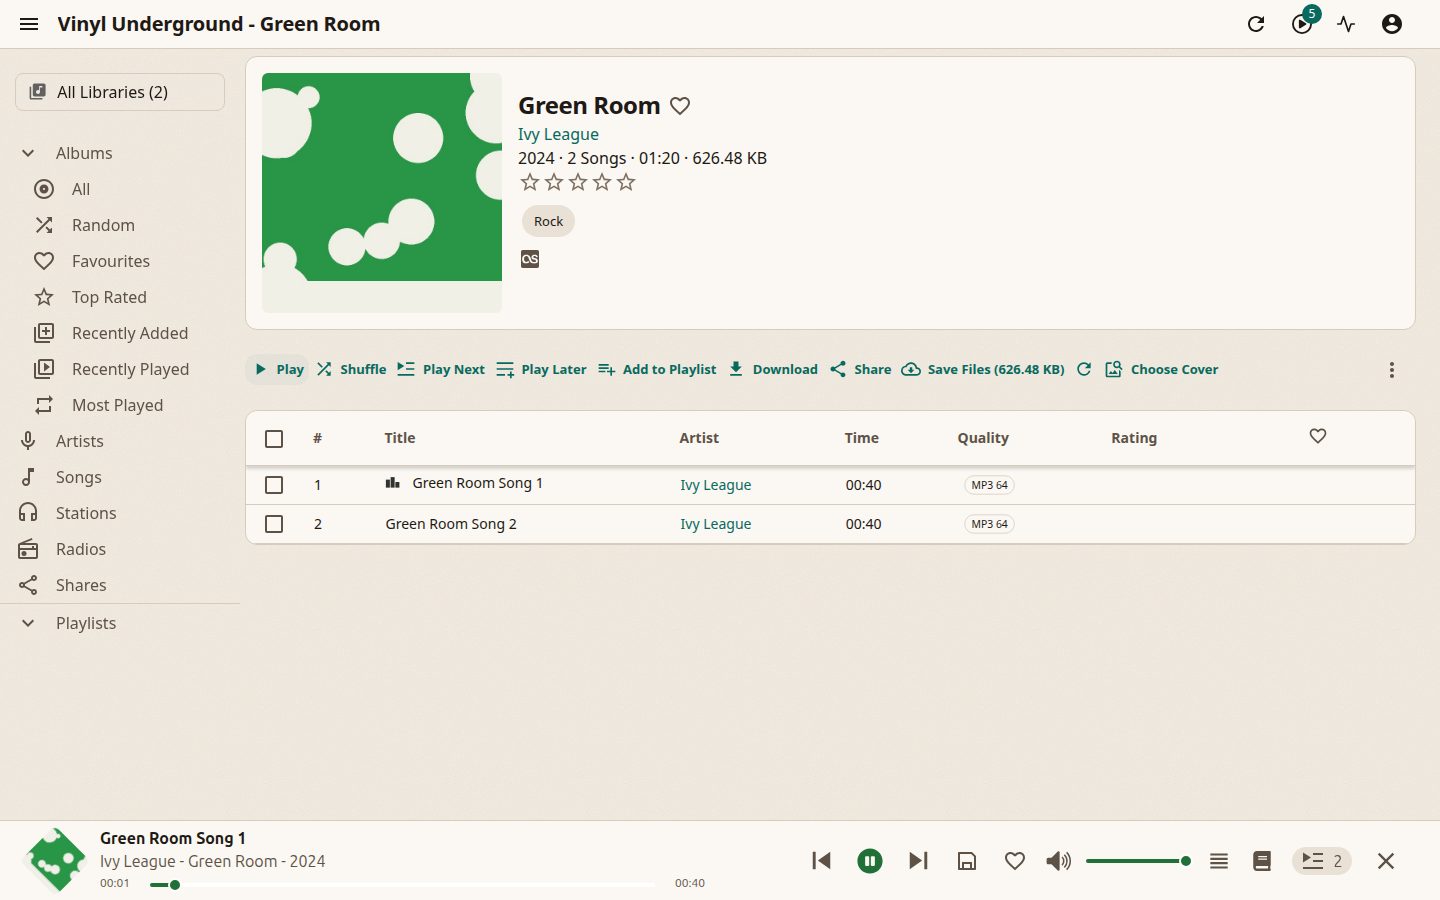 Vinyl Underground - Green Room
5
All Libraries (2)
Albums
All
Random
Favourites
Top Rated
Recently Added
Recently Played
Most Played
Artists
Songs
Stations
Radios
Shares
Playlists
Green Room
Ivy League
2024 · 2 Songs · 01:20 · 626.48 KB
Rock
Play Shuffle Play Next Play Later Add to Playlist Download Share Save Files (626.48 KB) Choose Cover
# Title Artist Time Quality Rating
1 Green Room Song 1 Ivy League 00:40 MP3 64
2 Green Room Song 2 Ivy League 00:40 MP3 64
Green Room Song 1
Ivy League - Green Room - 2024
00:01 00:40
2